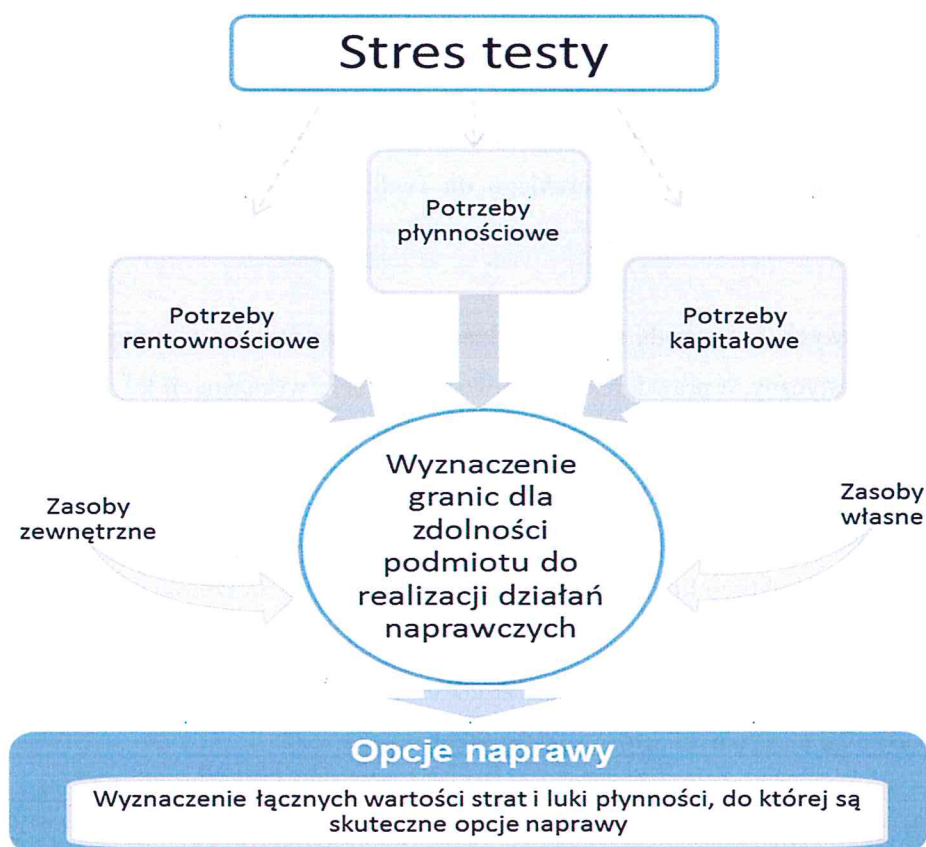 Stres testy
Potrzeby
płynnościowe
Potrzeby
rentownościowe
Potrzeby
kapitałowe
Zasoby
zewnętrzne
Wyznaczenie
granic dla
zdolności
podmiotu do
realizacji działań
naprawczych
Zasoby
własne
Opcje naprawy
Wyznaczenie łącznych wartości strat i luki płynności, do której są
skuteczne opcje naprawy